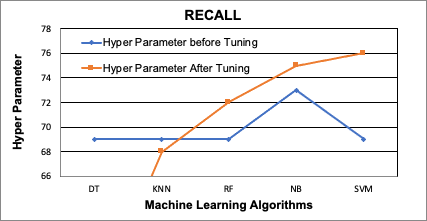 RECALL
78
76
74
72
70
68
66
Hyper Parameter before Tuning
Hyper Parameter After Tuning
Hyper Parameter
DT KNN RF NB SVM
Machine Learning Algorithms